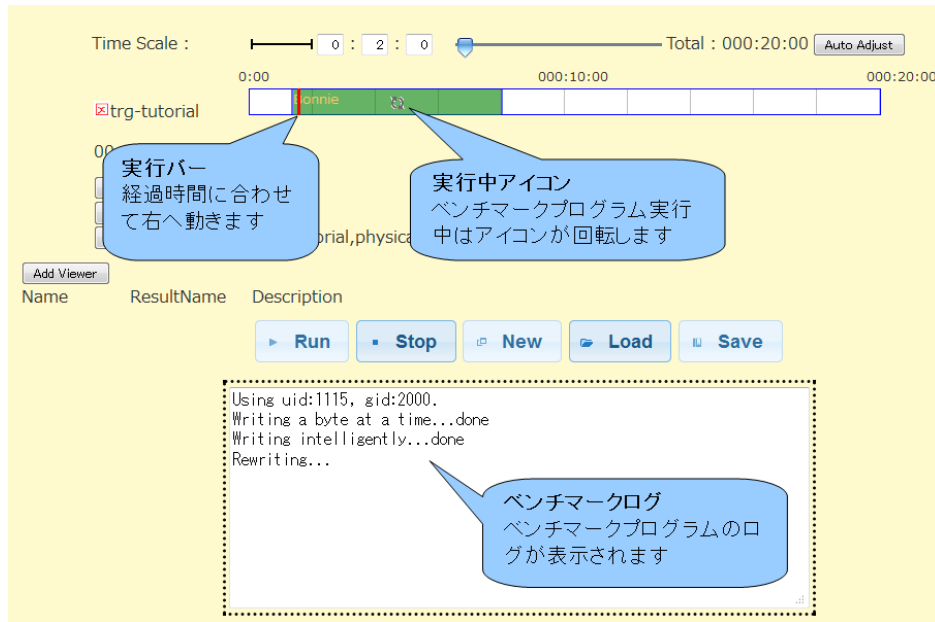 Time Scale : 0 : 2 : 0 Total : 000:20:00 Auto Adjust
0:00 000:10:00 000:20:00
Bonnie
trg-tutorial
00
実行バー
経過時間に合わせ
て右へ動きます
実行中アイコン
ベンチマークプログラム実行
中はアイコンが回転します
orial,physica
Add Viewer
Name ResultName Description
Run Stop New Load Save
Using uid:1115, gid:2000.
Writing a byte at a time...done
Writing intelligently...done
Rewriting...
ベンチマークログ
ベンチマークプログラムのロ
グが表示されます